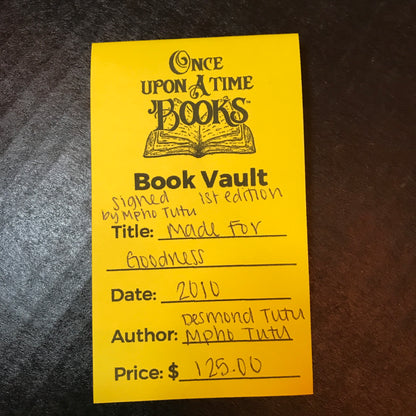 ONCE
UPON A TIME
BOOKS™
Book Vault
signed 1st edition
by Mpho Tutu
Title: Made For
Goodness
Date: 2010
Desmond Tutu
Author: Mpho Tutu
Price: $ 125.00